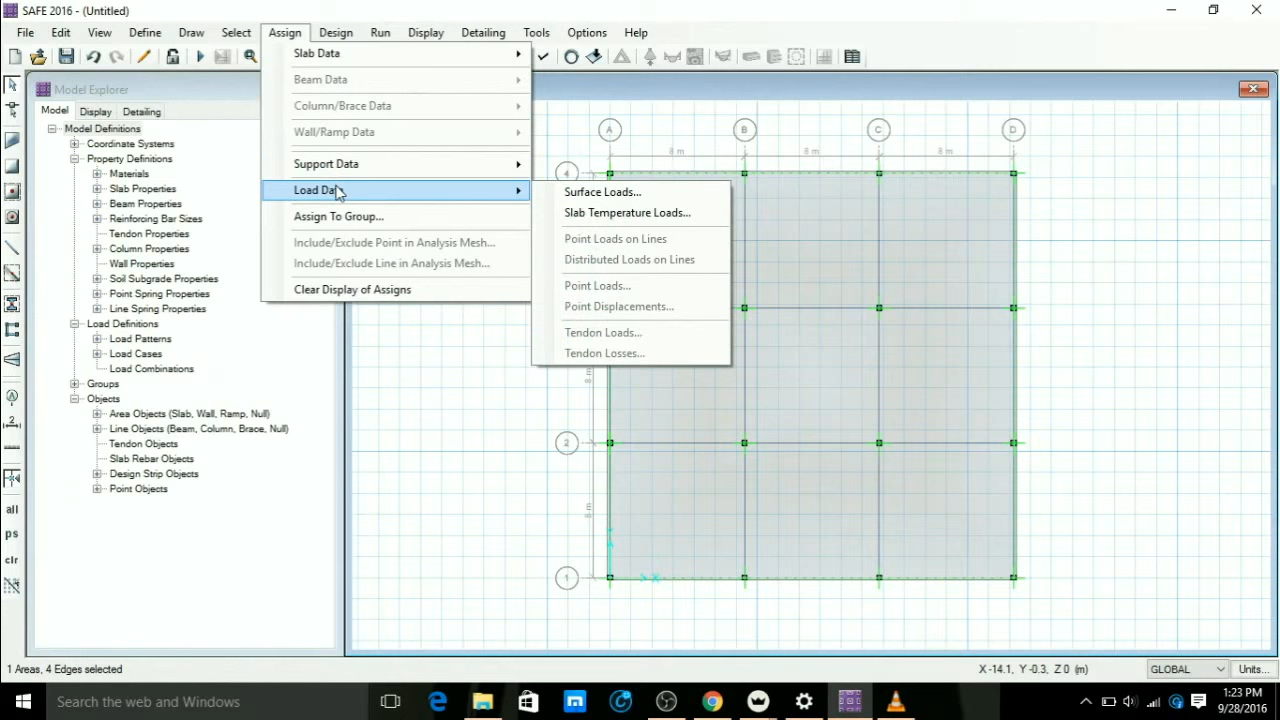 SAFE 2016 - (Untitled)
File Edit View Define Draw Select Assign Design Run Display Detailing Tools Options Help
Model Explorer
Model Display Detailing
Model Definitions
Coordinate Systems
Property Definitions
Materials
Slab Properties
Beam Properties
Reinforcing Bar Sizes
Tendon Properties
Column Properties
Wall Properties
Soil Subgrade Properties
Point Spring Properties
Line Spring Properties
Load Definitions
Load Patterns
Load Cases
Load Combinations
Groups
Objects
Area Objects (Slab, Wall, Ramp, Null)
Line Objects (Beam, Column, Brace, Null)
Tendon Objects
Slab Rebar Objects
Design Strip Objects
Point Objects
all
ps
clr
Slab Data
Beam Data
Column/Brace Data
Wall/Ramp Data
Support Data
Load Data
Assign To Group...
Include/Exclude Point in Analysis Mesh...
Include/Exclude Line in Analysis Mesh...
Clear Display of Assigns
Surface Loads...
Slab Temperature Loads...
Point Loads on Lines
Distributed Loads on Lines
Point Loads...
Point Displacements...
Tendon Loads...
Tendon Losses...
A B C D
8 m 8 m 8 m
4
8 m
2
8 m
1
X
1 Areas, 4 Edges selected
X -14.1, Y -0.3, Z 0 (m)
GLOBAL
Units...
Search the web and Windows
1:23 PM
9/28/2016